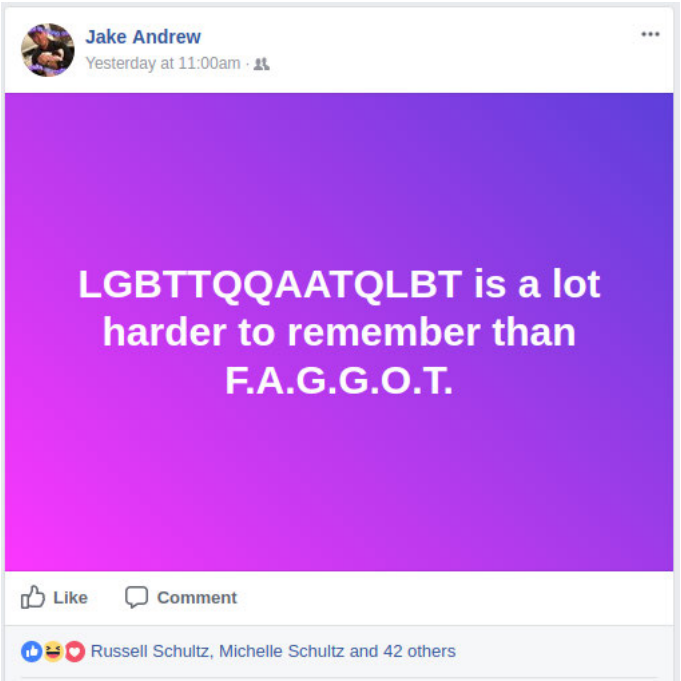 Jake Andrew
Yesterday at 11:00am ·
LGBTTQQAATQLBT is a lot
harder to remember than
F.A.G.G.O.T.
Like Comment
Russell Schultz, Michelle Schultz and 42 others